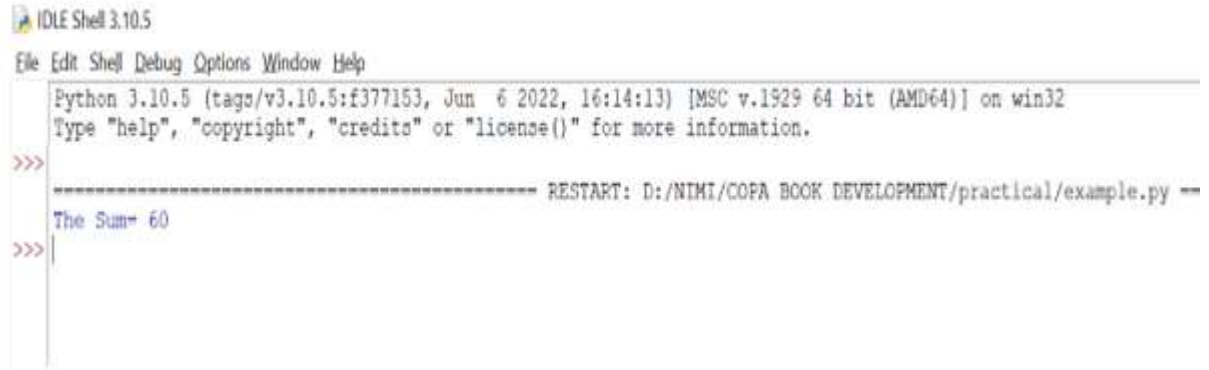 IDLE Shell 3.10.5
File Edit Shell Debug Options Window Help
Python 3.10.5 (tags/v3.10.5:f377153, Jun 6 2022, 16:14:13) [MSC v.1929 64 bit (AMD64)] on win32
Type "help", "copyright", "credits" or "license()" for more information.
>>>
=============================================== RESTART: D:/NIMI/COPA BOOK DEVELOPMENT/practical/example.py ==
The Sum= 60
>>>